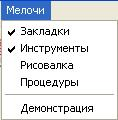 Мелочи
Закладки
Инструменты
Рисовалка
Процедуры
Демонстрация